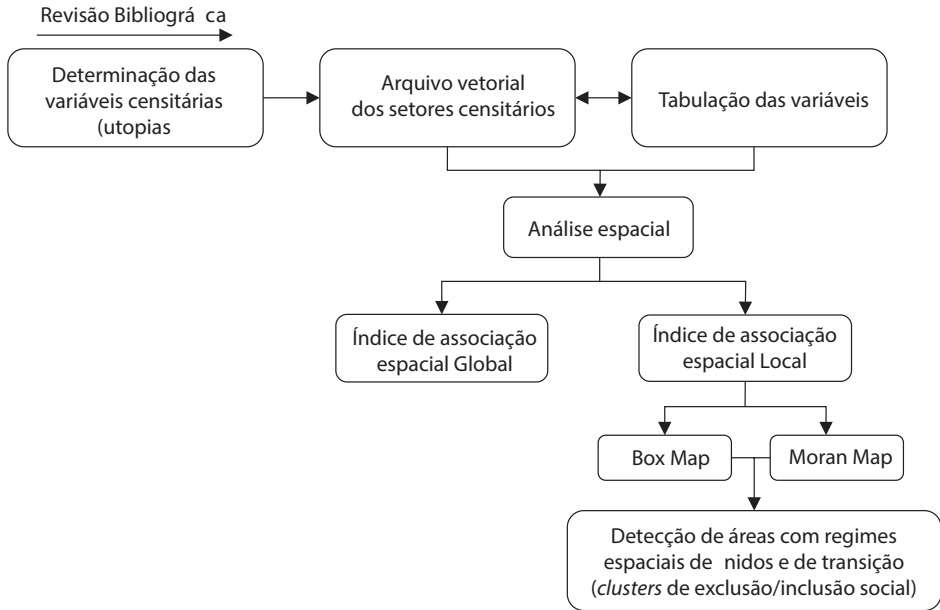 Revisão Bibliográ ca
Determinação das
variáveis censitárias
(utopias
Arquivo vetorial
dos setores censitários
Tabulação das variáveis
Análise espacial
Índice de associação
espacial Global
Índice de associação
espacial Local
Box Map
Moran Map
Detecção de áreas com regimes
espaciais de nidos e de transição
(clusters de exclusão/inclusão social)